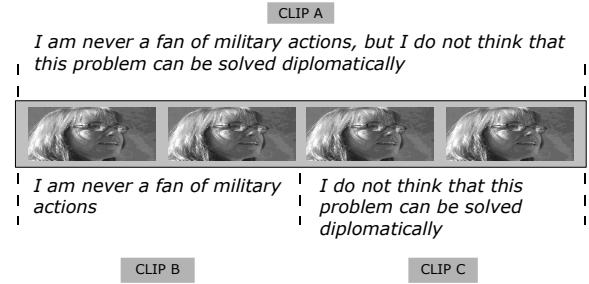 CLIP A
I am never a fan of military actions, but I do not think that
this problem can be solved diplomatically
I am never a fan of military
actions
I do not think that this
problem can be solved
diplomatically
CLIP B
CLIP C